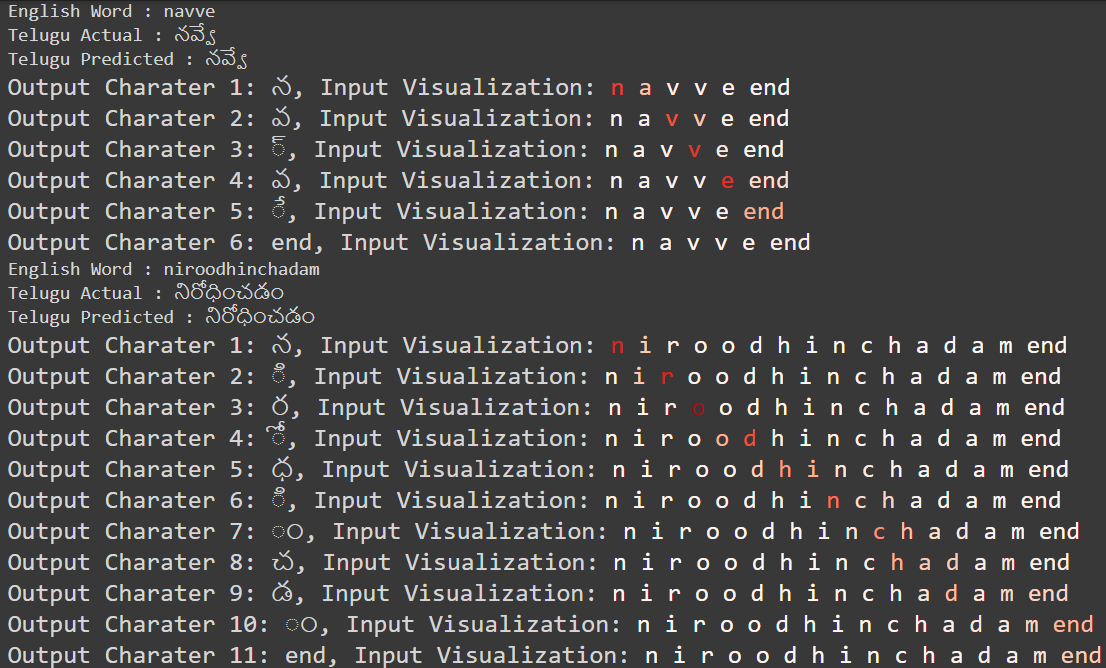 English Word : navve
Telugu Actual : నవ్వే
Telugu Predicted : నవ్వే
Output Charater 1: న, Input Visualization: n a v v e end
Output Charater 2: వ, Input Visualization: n a v v e end
Output Charater 3: ్, Input Visualization: n a v v e end
Output Charater 4: వ, Input Visualization: n a v v e end
Output Charater 5: ే, Input Visualization: n a v v e end
Output Charater 6: end, Input Visualization: n a v v e end
English Word : niroodhinchadam
Telugu Actual : నిరోధించడం
Telugu Predicted : నిరోధించడం
Output Charater 1: న, Input Visualization: n i r o o d h i n c h a d a m end
Output Charater 2: ి, Input Visualization: n i r o o d h i n c h a d a m end
Output Charater 3: ర, Input Visualization: n i r o o d h i n c h a d a m end
Output Charater 4: ో, Input Visualization: n i r o o d h i n c h a d a m end
Output Charater 5: ధ, Input Visualization: n i r o o d h i n c h a d a m end
Output Charater 6: ి, Input Visualization: n i r o o d h i n c h a d a m end
Output Charater 7: ం, Input Visualization: n i r o o d h i n c h a d a m end
Output Charater 8: చ, Input Visualization: n i r o o d h i n c h a d a m end
Output Charater 9: డ, Input Visualization: n i r o o d h i n c h a d a m end
Output Charater 10: ం, Input Visualization: n i r o o d h i n c h a d a m end
Output Charater 11: end, Input Visualization: n i r o o d h i n c h a d a m end